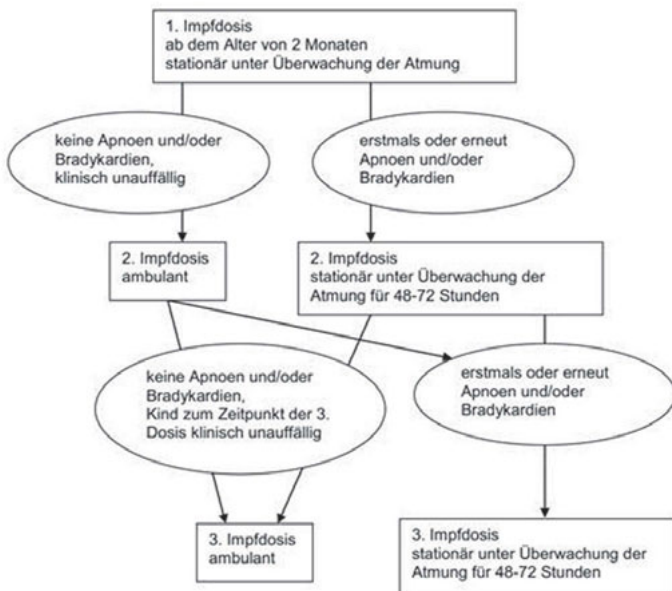 1. Impfdosis
ab dem Alter von 2 Monaten
stationär unter Überwachung der Atmung
keine Apnoen und/oder
Bradykardien,
klinisch unauffällig
erstmals oder erneut
Apnoen und/oder
Bradykardien
2. Impfdosis
ambulant
2. Impfdosis
stationär unter Überwachung der
Atmung für 48-72 Stunden
keine Apnoen und/oder
Bradykardien,
Kind zum Zeitpunkt der 3.
Dosis klinisch unauffällig
erstmals oder erneut
Apnoen und/oder
Bradykardien
3. Impfdosis
ambulant
3. Impfdosis
stationär unter Überwachung der
Atmung für 48-72 Stunden